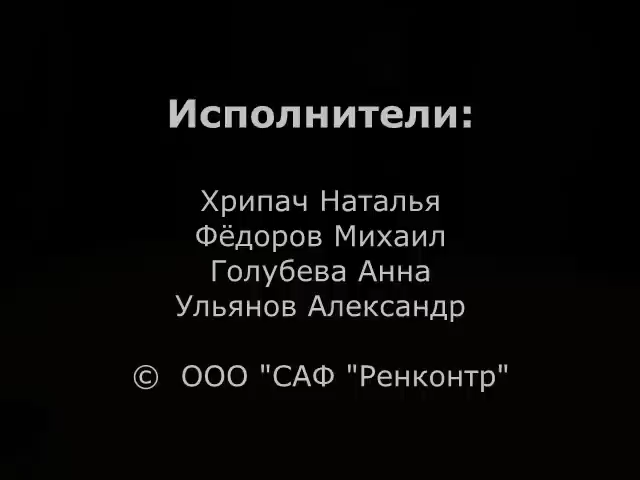 Исполнители:
Хрипач Наталья
Фёдоров Михаил
Голубева Анна
Ульянов Александр
© ООО "САФ "Ренконтр"